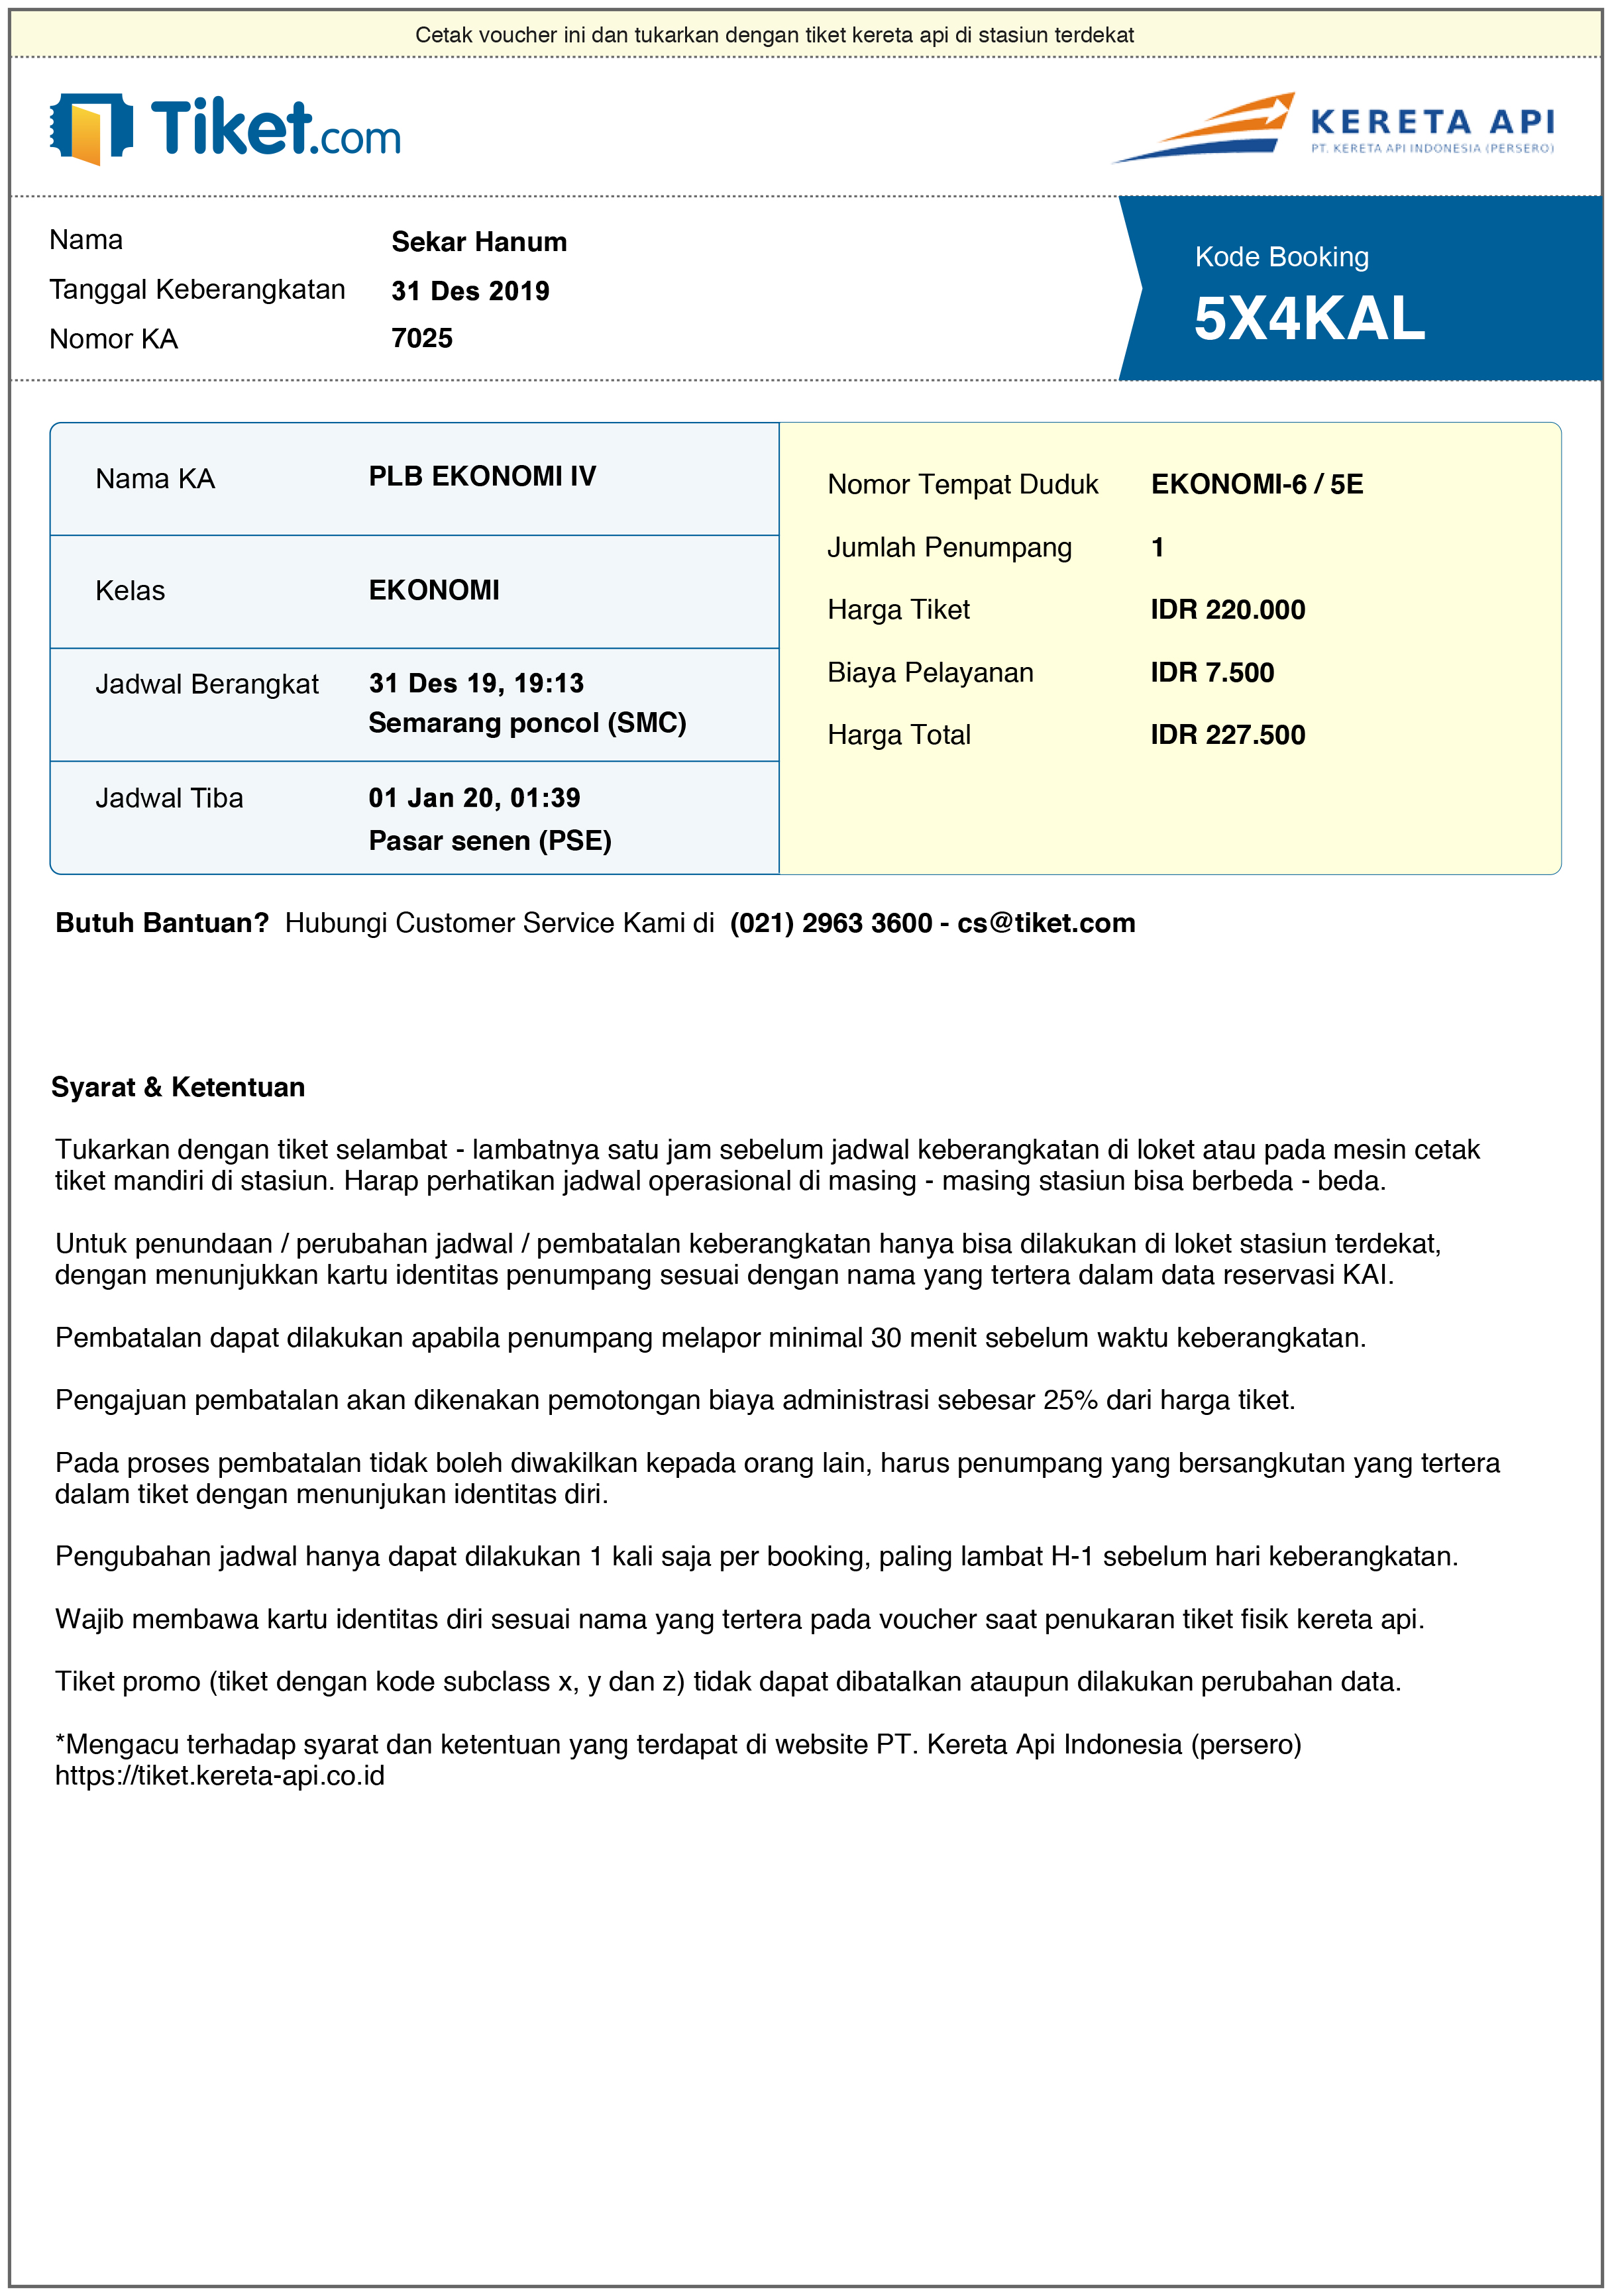 Cetak voucher ini dan tukarkan dengan tiket kereta api di stasiun terdekat
Tiket.com
KERETA API
PT. KERETA API INDONESIA (PERSERO)
Nama Sekar Hanum
Tanggal Keberangkatan 31 Des 2019
Nomor KA 7025
Kode Booking
5X4KAL
Nama KA PLB EKONOMI IV
Kelas EKONOMI
Jadwal Berangkat 31 Des 19, 19:13
Semarang poncol (SMC)
Jadwal Tiba 01 Jan 20, 01:39
Pasar senen (PSE)
Nomor Tempat Duduk EKONOMI-6 / 5E
Jumlah Penumpang 1
Harga Tiket IDR 220.000
Biaya Pelayanan IDR 7.500
Harga Total IDR 227.500
Butuh Bantuan? Hubungi Customer Service Kami di (021) 2963 3600 - cs@tiket.com
Syarat & Ketentuan
Tukarkan dengan tiket selambat - lambatnya satu jam sebelum jadwal keberangkatan di loket atau pada mesin cetak
tiket mandiri di stasiun. Harap perhatikan jadwal operasional di masing - masing stasiun bisa berbeda - beda.
Untuk penundaan / perubahan jadwal / pembatalan keberangkatan hanya bisa dilakukan di loket stasiun terdekat,
dengan menunjukkan kartu identitas penumpang sesuai dengan nama yang tertera dalam data reservasi KAI.
Pembatalan dapat dilakukan apabila penumpang melapor minimal 30 menit sebelum waktu keberangkatan.
Pengajuan pembatalan akan dikenakan pemotongan biaya administrasi sebesar 25% dari harga tiket.
Pada proses pembatalan tidak boleh diwakilkan kepada orang lain, harus penumpang yang bersangkutan yang tertera
dalam tiket dengan menunjukan identitas diri.
Pengubahan jadwal hanya dapat dilakukan 1 kali saja per booking, paling lambat H-1 sebelum hari keberangkatan.
Wajib membawa kartu identitas diri sesuai nama yang tertera pada voucher saat penukaran tiket fisik kereta api.
Tiket promo (tiket dengan kode subclass x, y dan z) tidak dapat dibatalkan ataupun dilakukan perubahan data.
*Mengacu terhadap syarat dan ketentuan yang terdapat di website PT. Kereta Api Indonesia (persero)
https://tiket.kereta-api.co.id